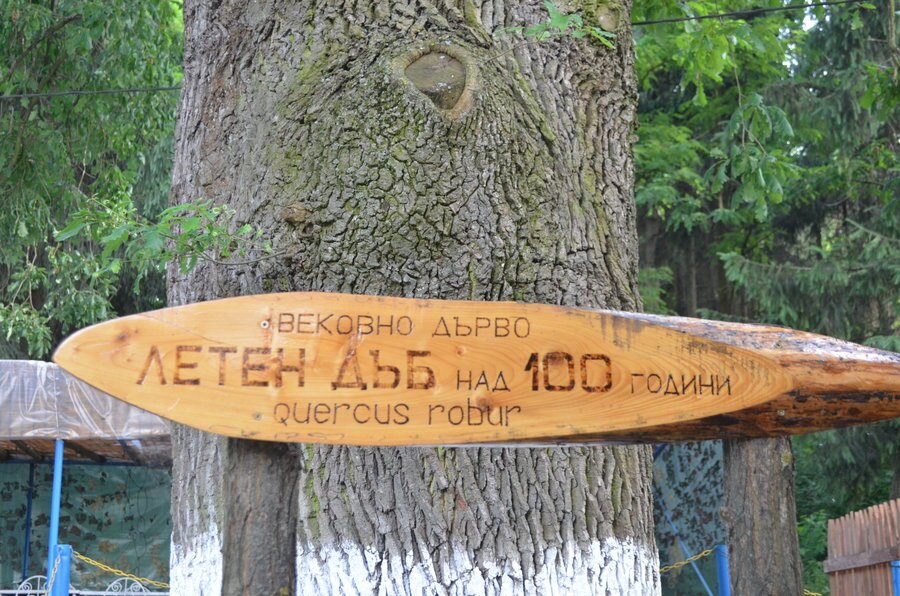 ВЕКОВНО ДЪРВО
ЛЕТЕН ДЪБ НАД 100 ГОДИНИ
Quercus robur